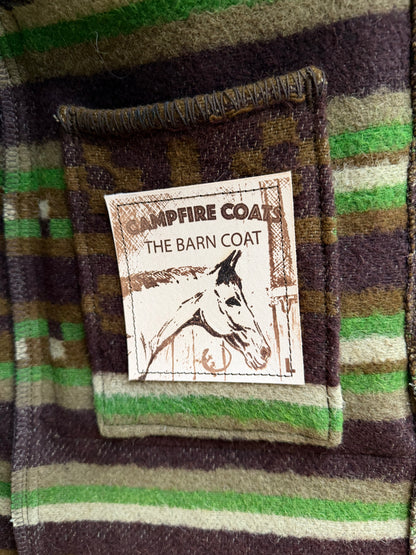 CAMPFIRE COATS
THE BARN COAT
L